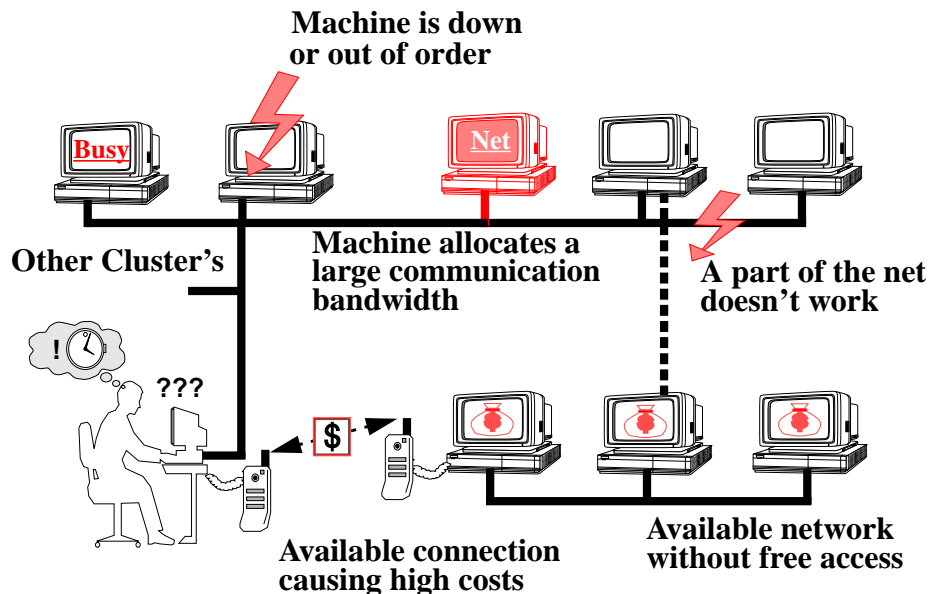 Machine is down
or out of order
Busy
Net
Other Cluster's
Machine allocates a
large communication
bandwidth
A part of the net
doesn't work
!
???
$
Available connection
causing high costs
Available network
without free access